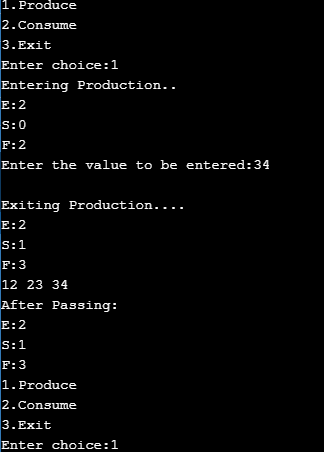 1.Produce
2.Consume
3.Exit
Enter choice:1
Entering Production..
E:2
S:0
F:2
Enter the value to be entered:34
Exiting Production....
E:2
S:1
F:3
12 23 34
After Passing:
E:2
S:1
F:3
1.Produce
2.Consume
3.Exit
Enter choice:1